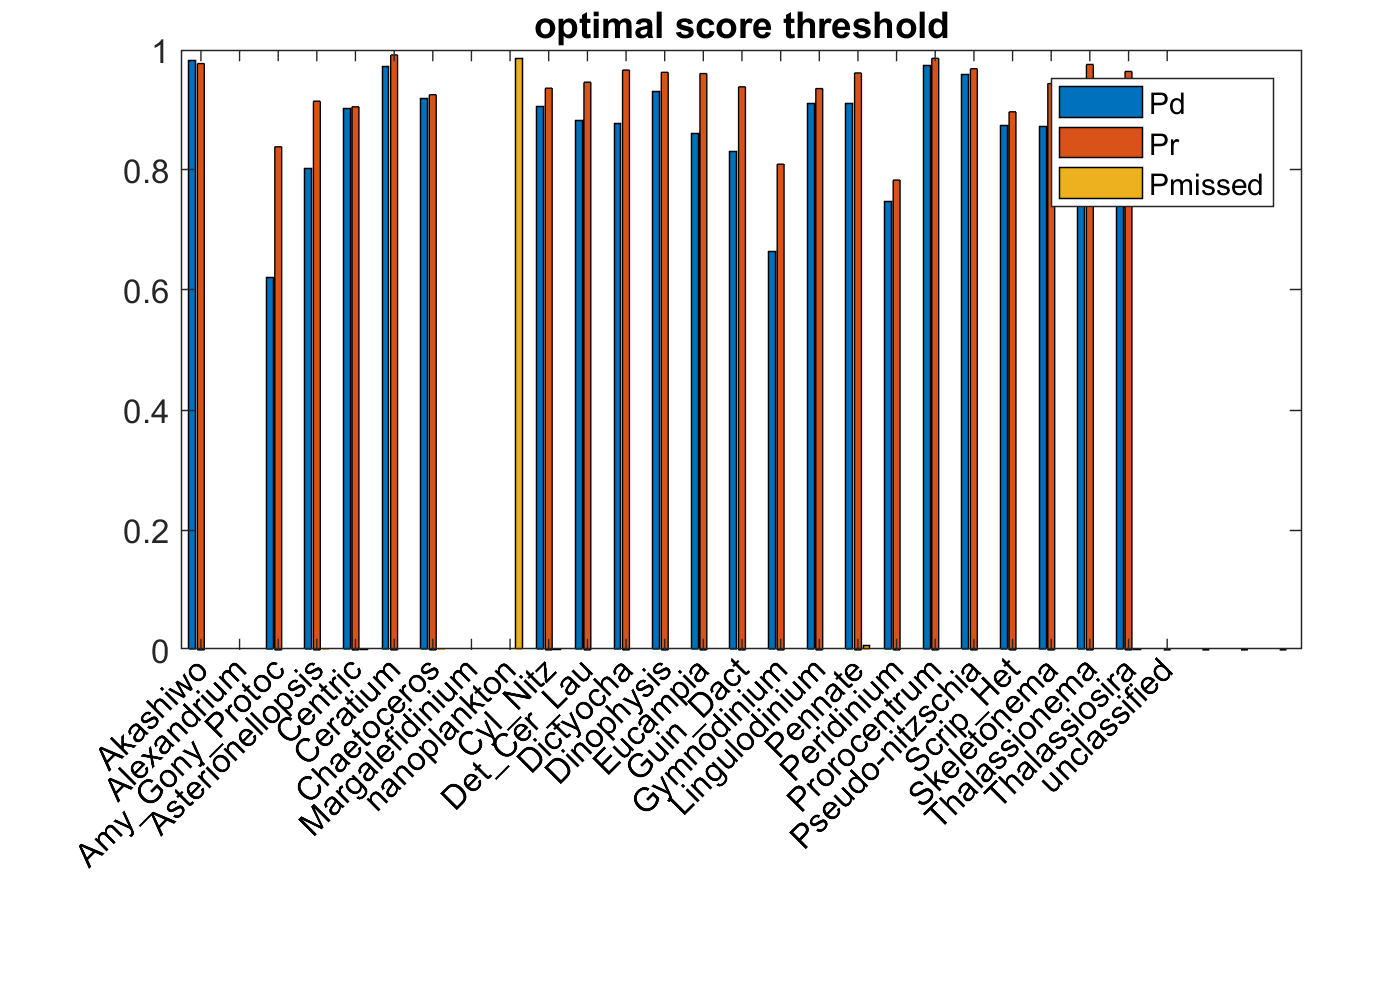 optimal score threshold
1
0.8
0.6
0.4
0.2
0
Pd
Pr
Pmissed
Akashiwo
Alexandrium
Amy_Gony_Protoc
Asterionellopsis
Centric
Ceratium
Chaetoceros
Margalefidinium
nanoplankton
Cyl_Nitz
Det_Cer_Lau
Dictyocha
Dinophysis
Eucampia
Guin_Dact
Gymnodinium
Lingulodinium
Pennate
Peridinium
Prorocentrum
Pseudo-nitzschia
Scrip_Het
Skeletonema
Thalassionema
Thalassiosira
unclassified